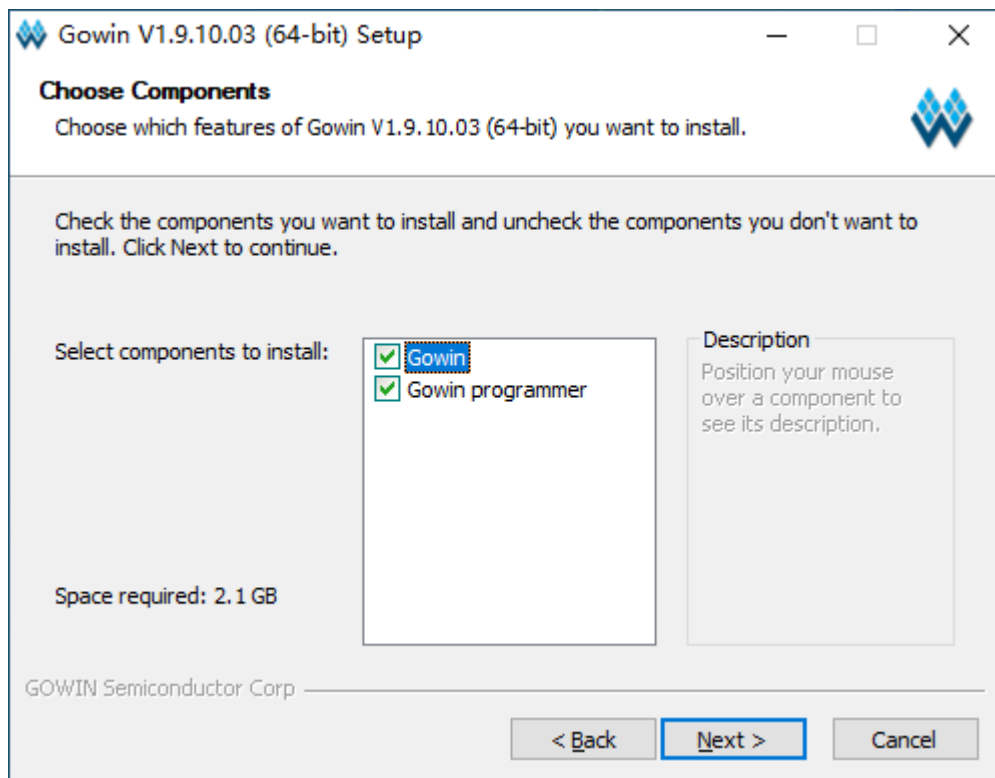 Gowin V1.9.10.03 (64-bit) Setup
Choose Components
Choose which features of Gowin V1.9.10.03 (64-bit) you want to install.
Check the components you want to install and uncheck the components you don't want to
install. Click Next to continue.
Select components to install:
Gowin
Gowin programmer
Description
Position your mouse
over a component to
see its description.
Space required: 2.1 GB
GOWIN Semiconductor Corp
< Back
Next >
Cancel